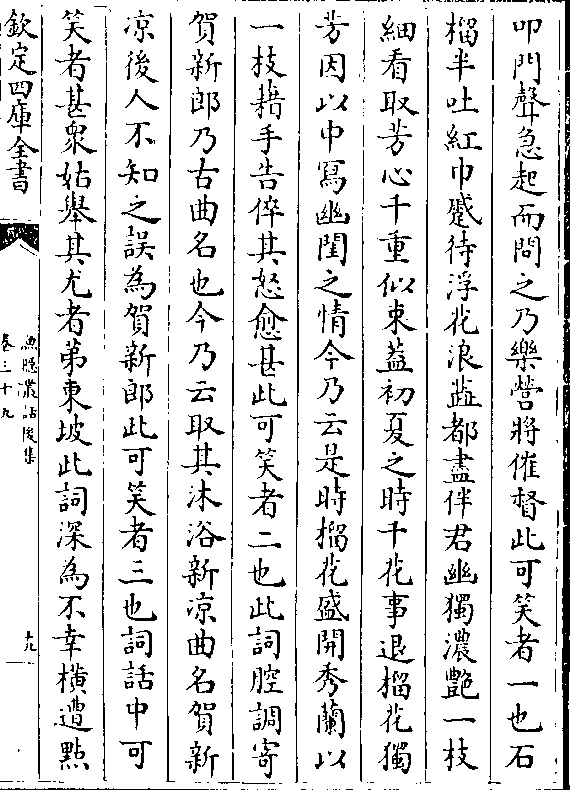 叩門聲急起而問之乃樂營將催督此可笑者一也石
榴半吐紅巾蹙待浮花浪蘂都盡伴君幽獨濃艷一枝
細看取芳心千重似束蓋初夏之時千花事退榴花獨
芳因以中寫幽閨之情今乃云是時榴花盛開秀蘭以
一枝藉手告倅其怒愈甚此可笑者二也此詞腔調寄
賀新郎乃古曲名也今乃云取其沐浴新凉曲名賀新
凉後人不知之誤為賀新郎此可笑者三也詞話中可
笑者甚衆姑舉其尤者苐東坡此詞深為不幸横遭㸃
欽定四庫全書
漁隱叢話後集
卷三十九
十九